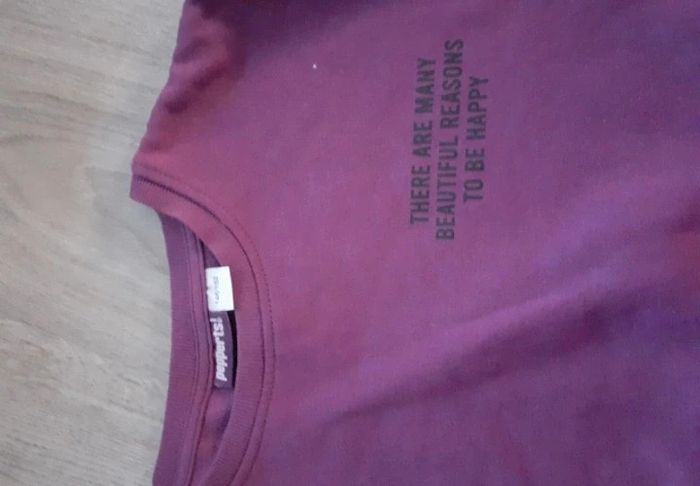 THERE ARE MANY
BEAUTIFUL REASONS
TO BE HAPPY
pepperts!